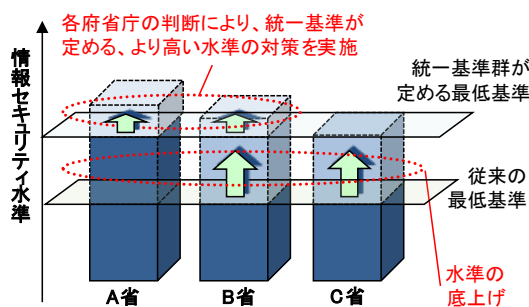 各府省庁の判断により、統一基準が
定める、より高い水準の対策を実施
情報セキュリティ水準
統一基準群が
定める最低基準
従来の
最低基準
水準の
底上げ
A省
B省
C省